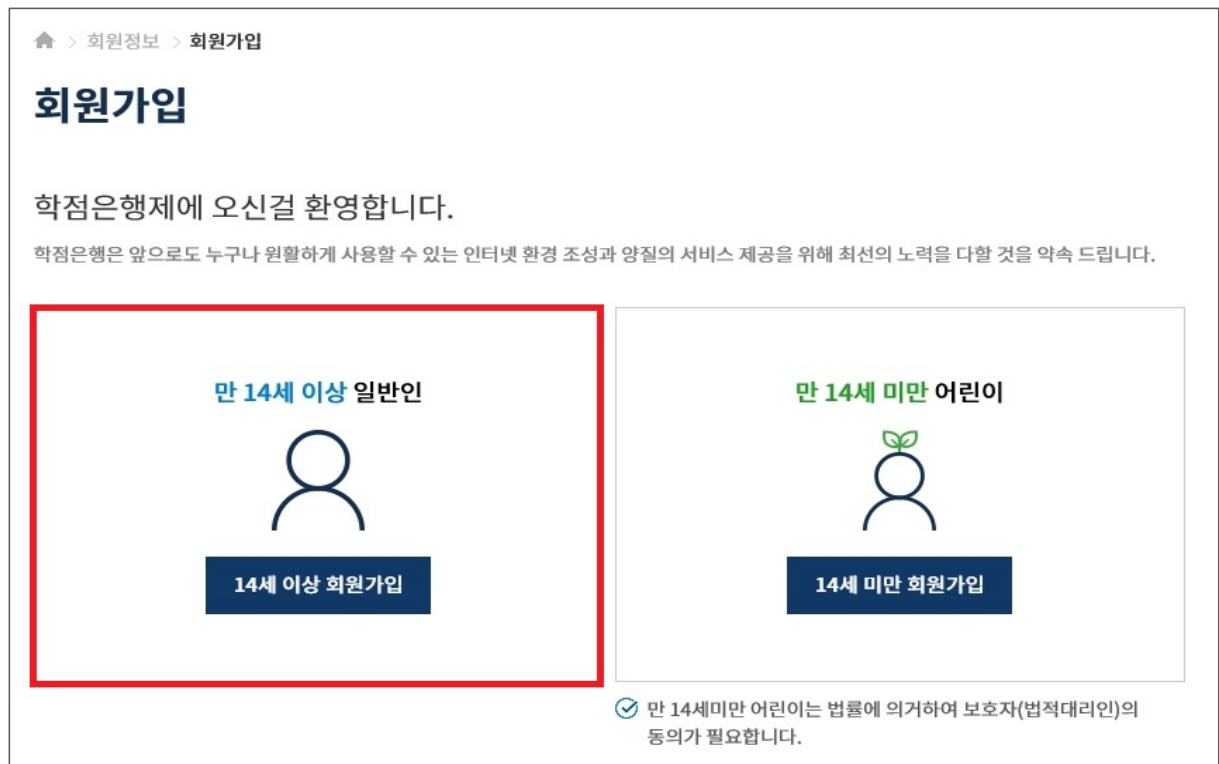 > 회원정보 > 회원가입
회원가입
학점은행제에 오신걸 환영합니다.
학점은행은 앞으로도 누구나 원활하게 사용할 수 있는 인터넷 환경 조성과 양질의 서비스 제공을 위해 최선의 노력을 다할 것을 약속 드립니다.
만 14세 이상 일반인
14세 이상 회원가입
만 14세 미만 어린이
14세 미만 회원가입
만 14세미만 어린이는 법률에 의거하여 보호자(법적대리인)의
동의가 필요합니다.